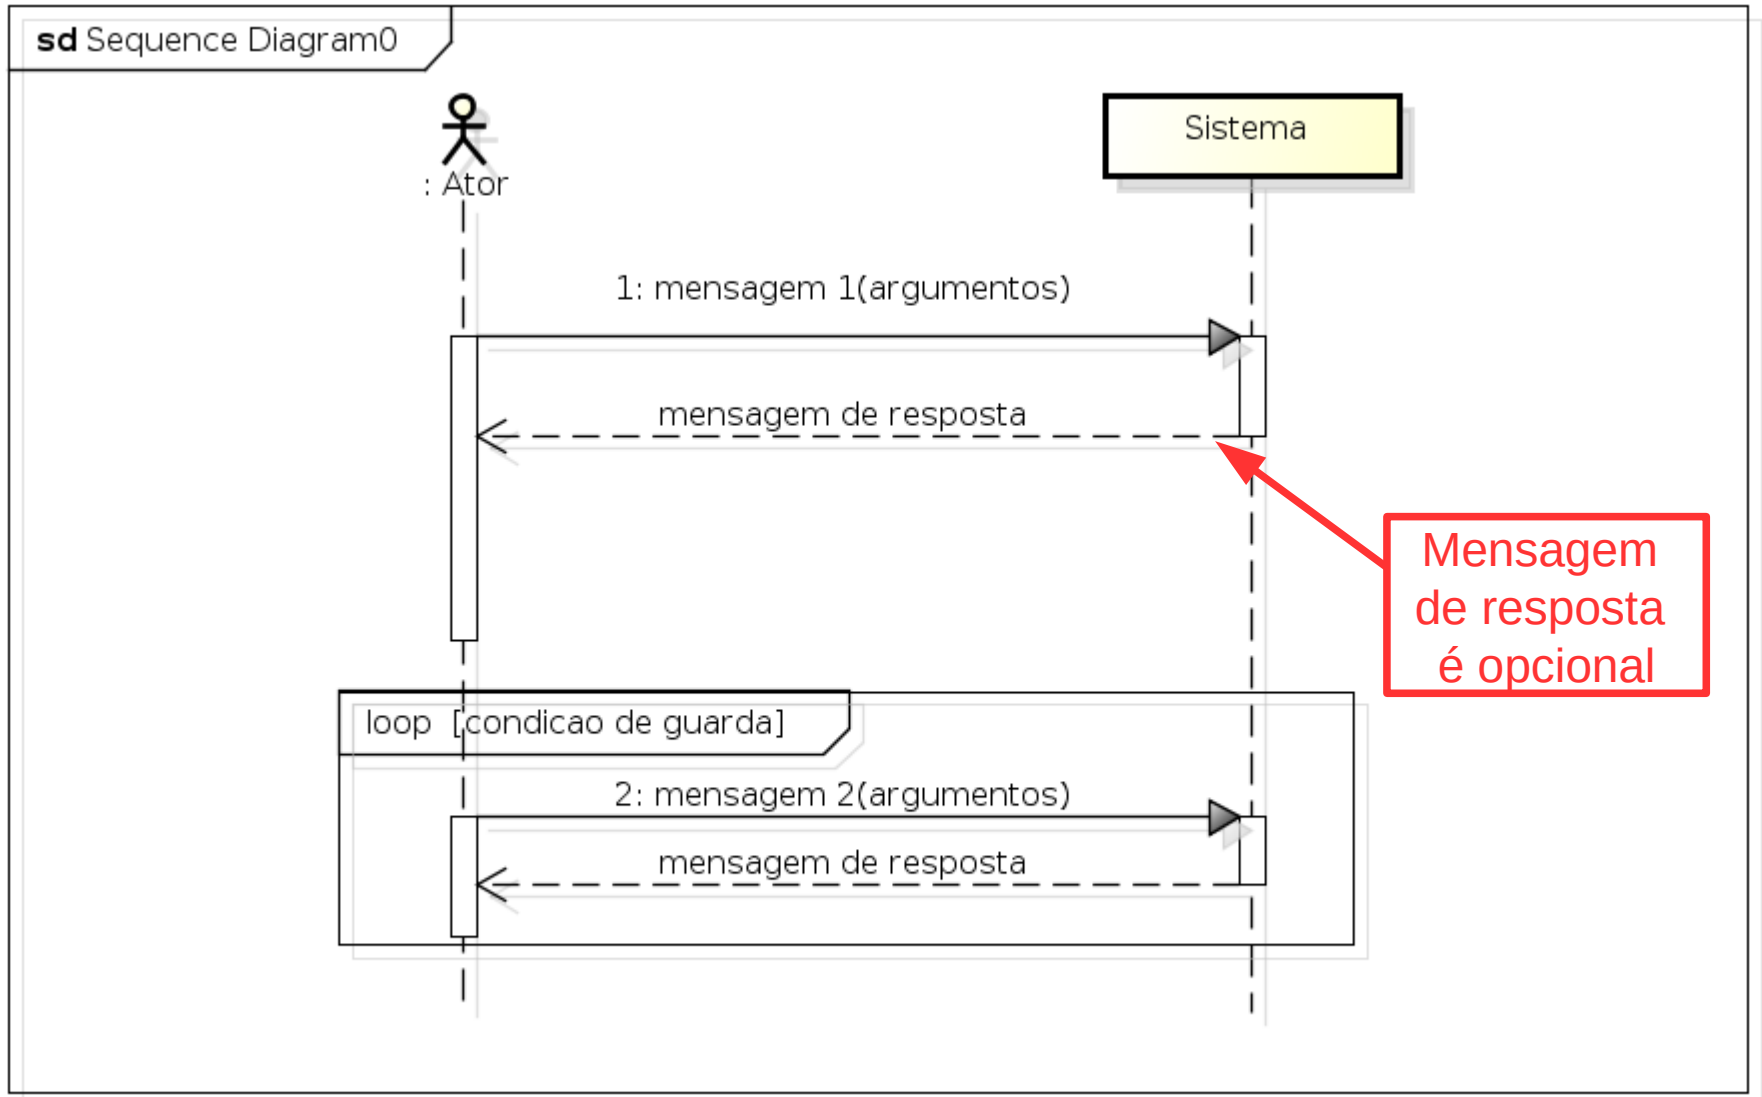 sd Sequence Diagram0
: Ator
Sistema
1: mensagem 1(argumentos)
mensagem de resposta
Mensagem
de resposta
é opcional
loop [condicao de guarda]
2: mensagem 2(argumentos)
mensagem de resposta